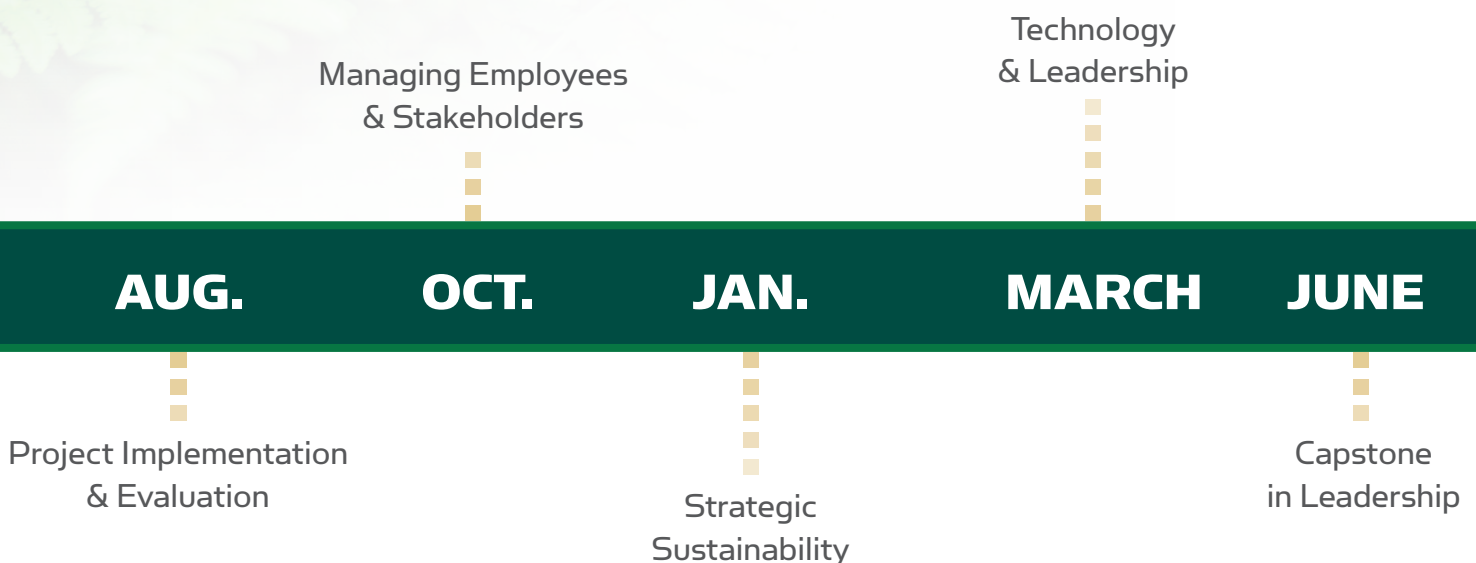 Technology
& Leadership
Managing Employees
& Stakeholders
AUG.
OCT.
JAN.
MARCH
JUNE
Project Implementation
& Evaluation
Strategic
Sustainability
Capstone
in Leadership